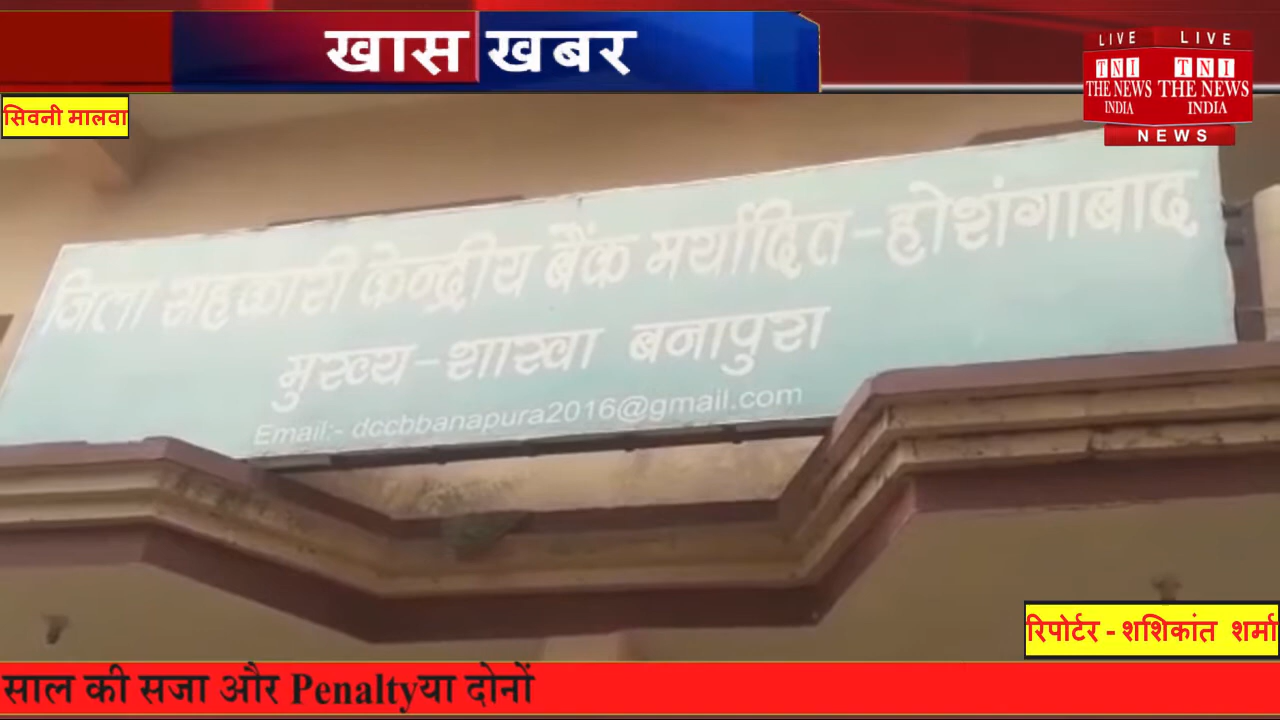 खास खबर
LIVE LIVE
TNI TNI
THE NEWS THE NEWS
INDIA INDIA
NEWS
सिवनी मालवा
जिला सहकारी केन्द्रीय बैंक मर्यादित-होशंगाबाद
मुख्य-शाखा बनापुरा
Email:- dccbbanapura2016@gmail.com
रिपोर्टर - शशिकांत शर्मा
साल की सजा और Penaltyया दोनों